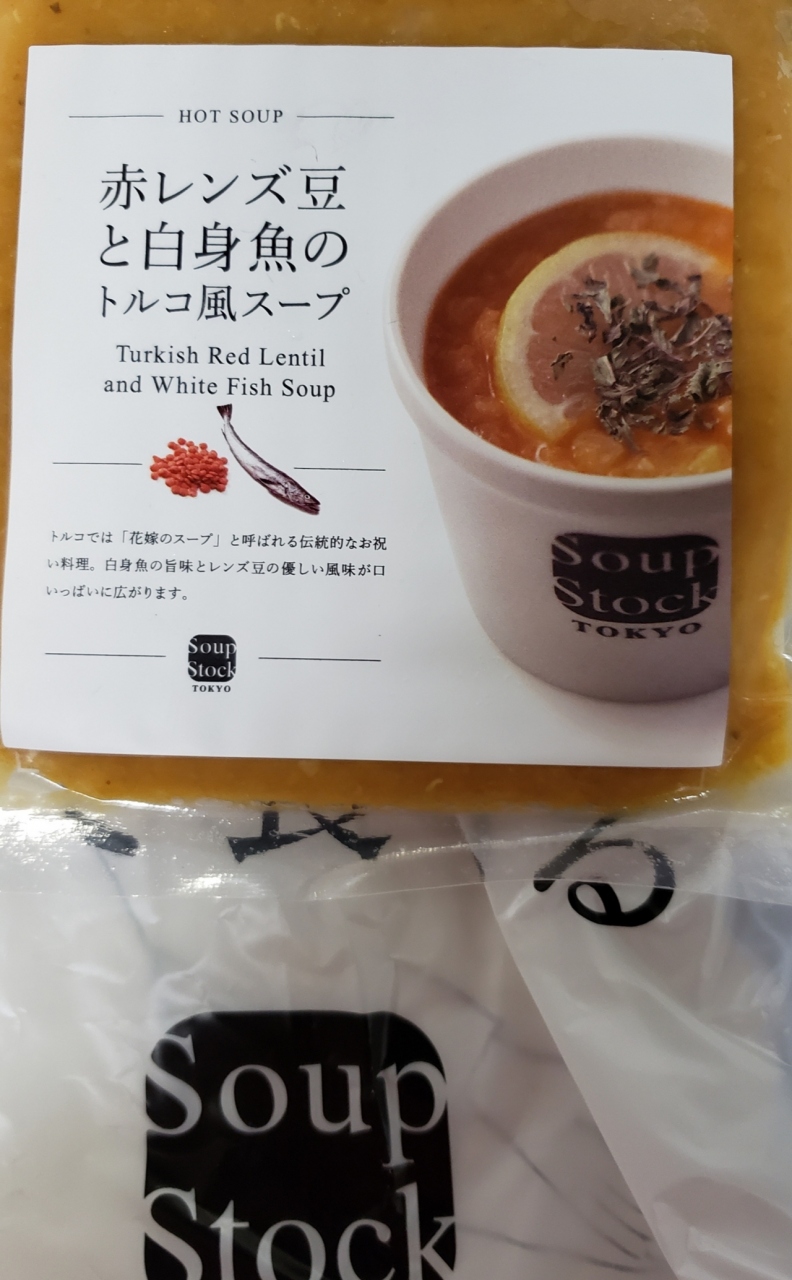 HOT SOUP
赤レンズ豆
と白身魚の
トルコ風スープ
Turkish Red Lentil
and White Fish Soup
トルコでは「花嫁のスープ」と呼ばれる伝統的なお祝
い料理。白身魚の旨味とレンズ豆の優しい風味が口
いっぱいに広がります。
Soup
Stock
TOKYO
Soup
Stock
TOKYO
る
Soup
Stock